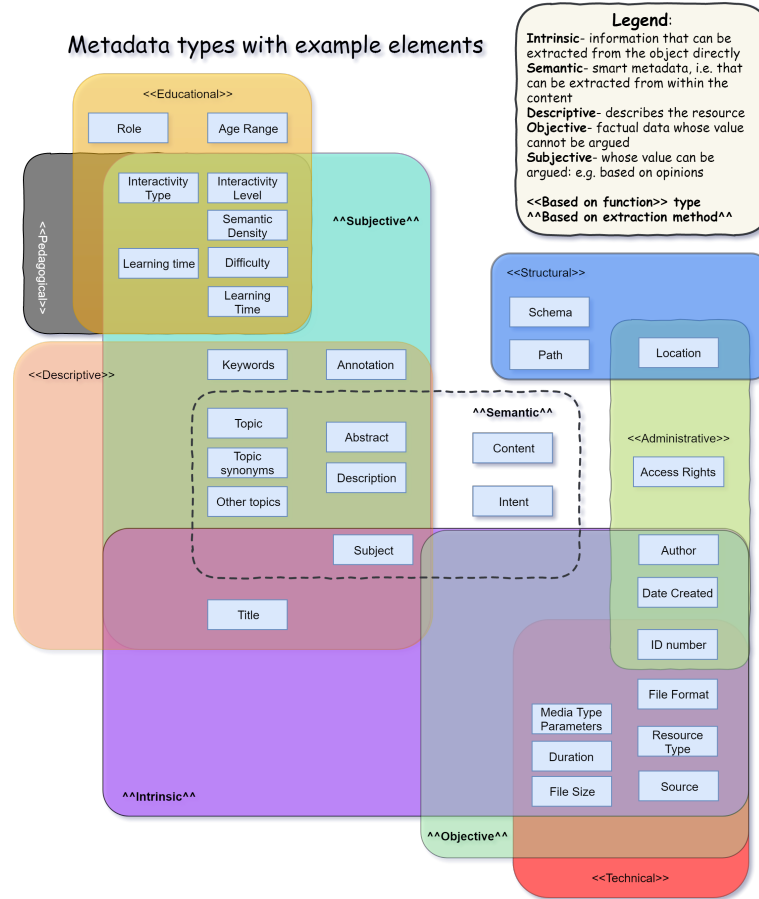 Metadata types with example elements
Legend:
Intrinsic- information that can be
extracted from the object directly
Semantic- smart metadata, i.e. that
can be extracted from within the
content
Descriptive- describes the resource
Objective- factual data whose value
cannot be argued
Subjective- whose value can be
argued: e.g. based on opinions
<<Based on function>> type
^^Based on extraction method^^
<<Educational>>
Role
Age Range
<<Pedagogical>>
Interactivity
Type
Interactivity
Level
Semantic
Density
^^Subjective^^
Learning time
Difficulty
Learning
Time
<<Structural>>
Schema
Path
Location
<<Descriptive>>
Keywords
Annotation
^^Semantic^^
Topic
Abstract
Content
<<Administrative>>
Topic
synonyms
Description
Access Rights
Other topics
Intent
Subject
Author
Date Created
Title
ID number
File Format
Media Type
Parameters
Resource
Type
Duration
File Size
Source
^^Intrinsic^^
^^Objective^^
<<Technical>>